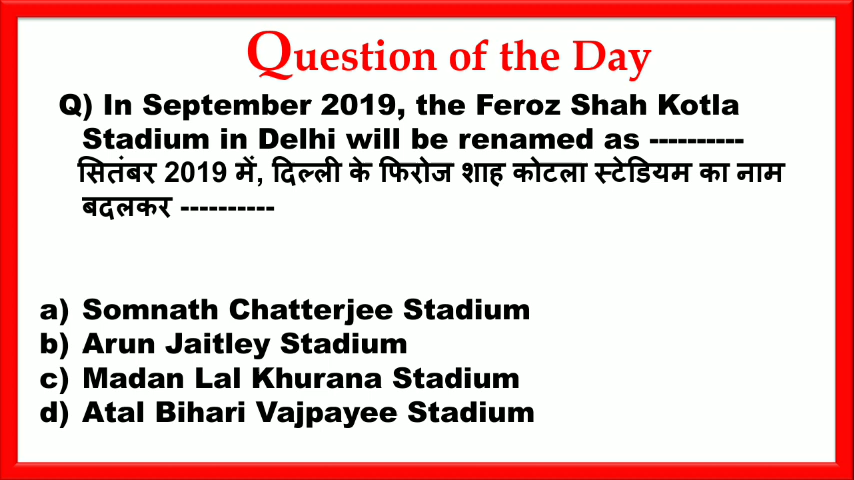 Question of the Day
Q) In September 2019, the Feroz Shah Kotla
Stadium in Delhi will be renamed as ----------
सितंबर 2019 में, दिल्ली के फिरोज शाह कोटला स्टेडियम का नाम
बदलकर ----------
a) Somnath Chatterjee Stadium
b) Arun Jaitley Stadium
c) Madan Lal Khurana Stadium
d) Atal Bihari Vajpayee Stadium